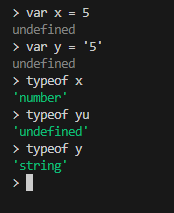 > var x = 5
undefined
> var y = '5'
undefined
> typeof x
'number'
> typeof yu
'undefined'
> typeof y
'string'
>